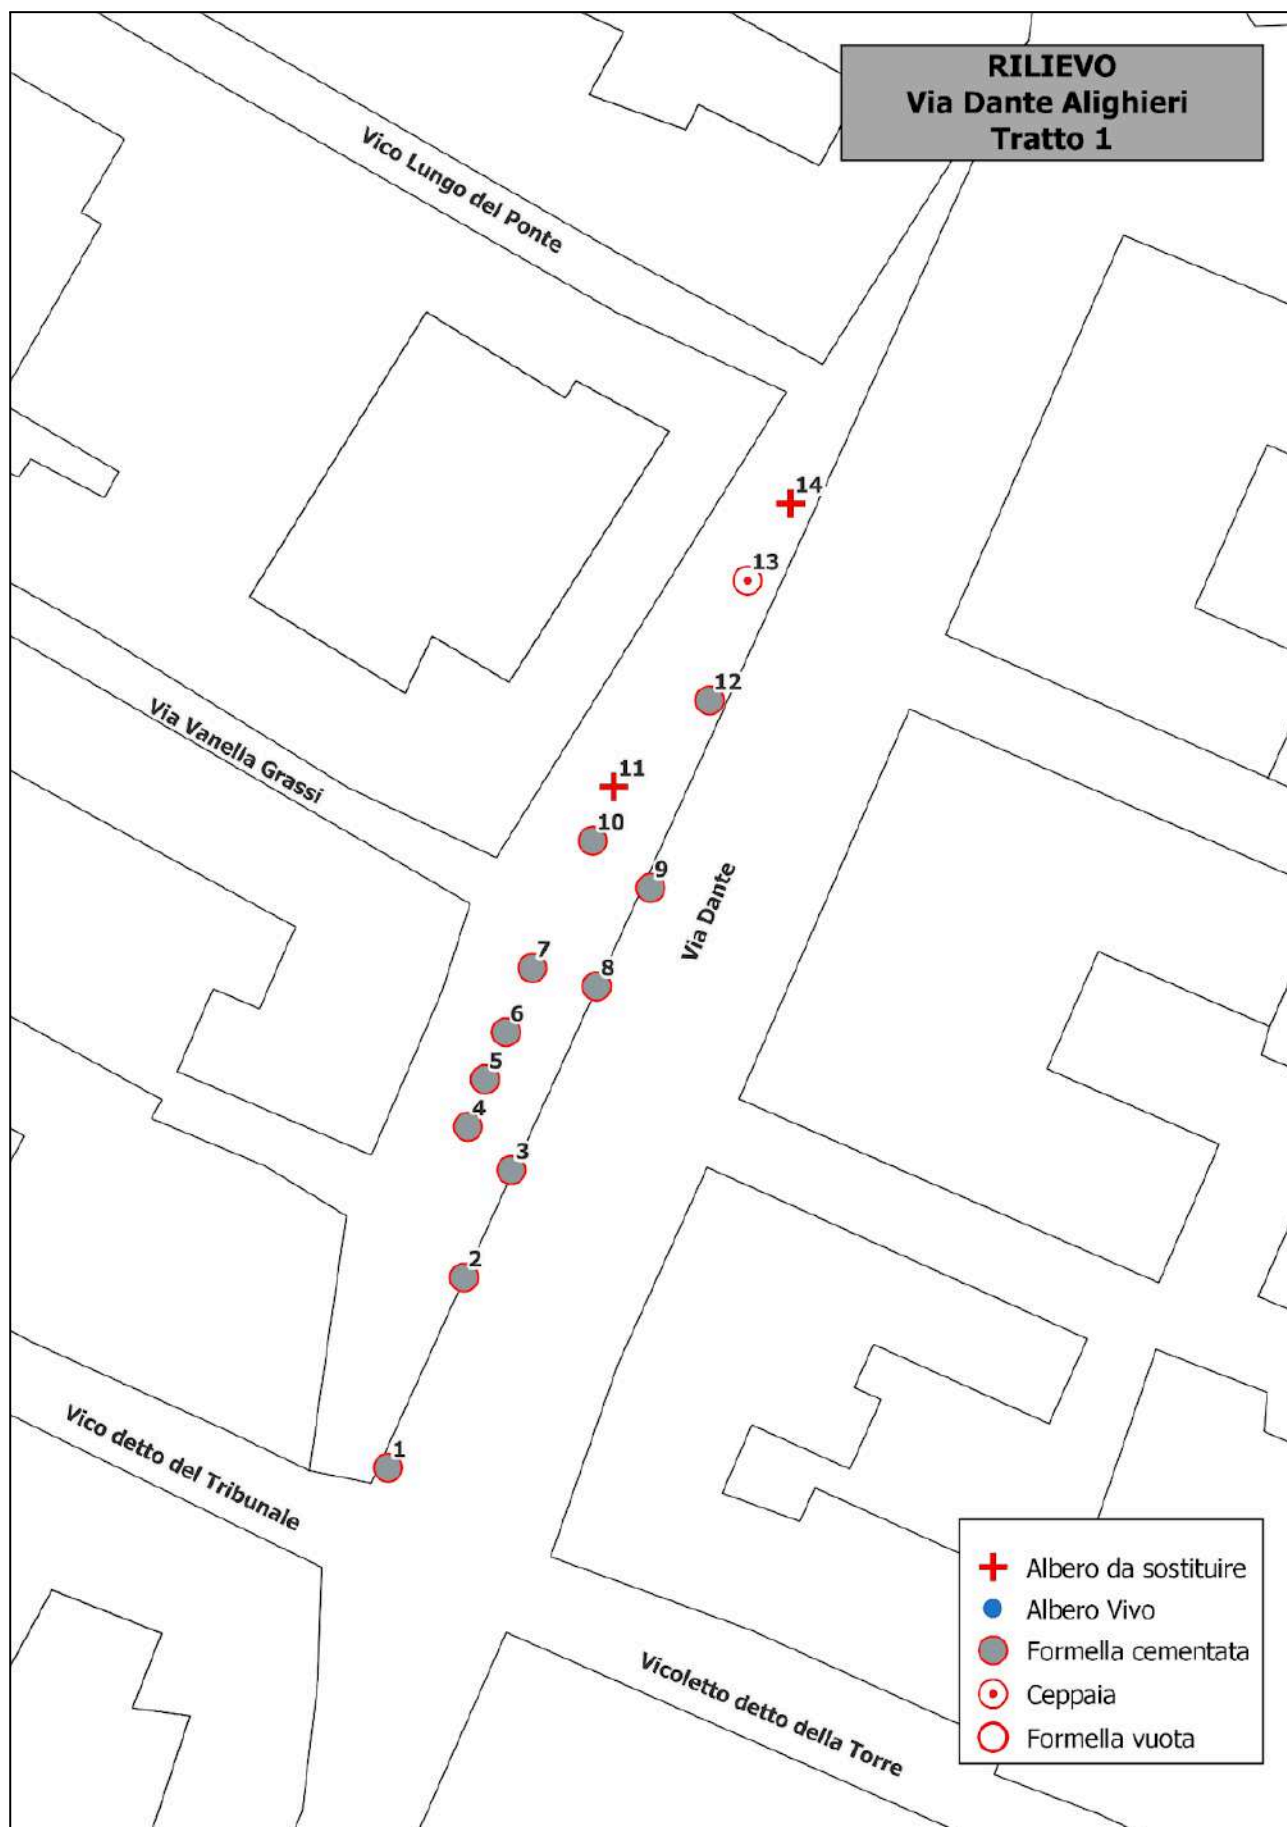 RILIEVO
Via Dante Alighieri
Tratto 1
Vico Lungo del Ponte
14
13
12
Via Vanella Grassi
11
10
9
Via Dante
7
8
6
5
4
3
2
Vico detto del Tribunale
1
Albero da sostituire
Albero Vivo
Formella cementata
Ceppaia
Formella vuota
Vicoletto detto della Torre